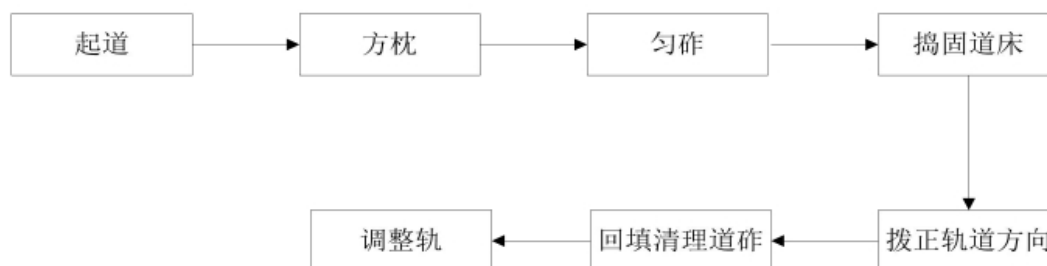 起道
方枕
匀砟
捣固道床
拨正轨道方向
回填清理道砟
调整轨